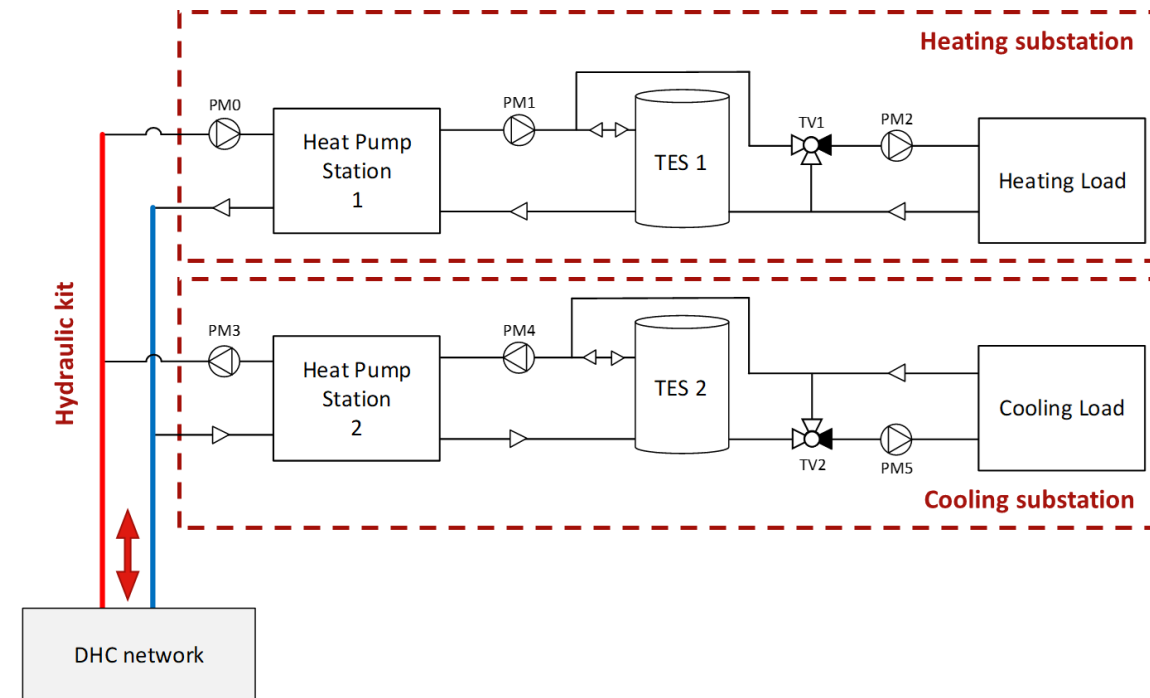 Heating substation
PM0
PM1
TV1
PM2
Heat Pump
Station
1
TES 1
Heating Load
Hydraulic kit
PM3
PM4
Heat Pump
Station
2
TES 2
Cooling Load
TV2
PM5
Cooling substation
DHC network